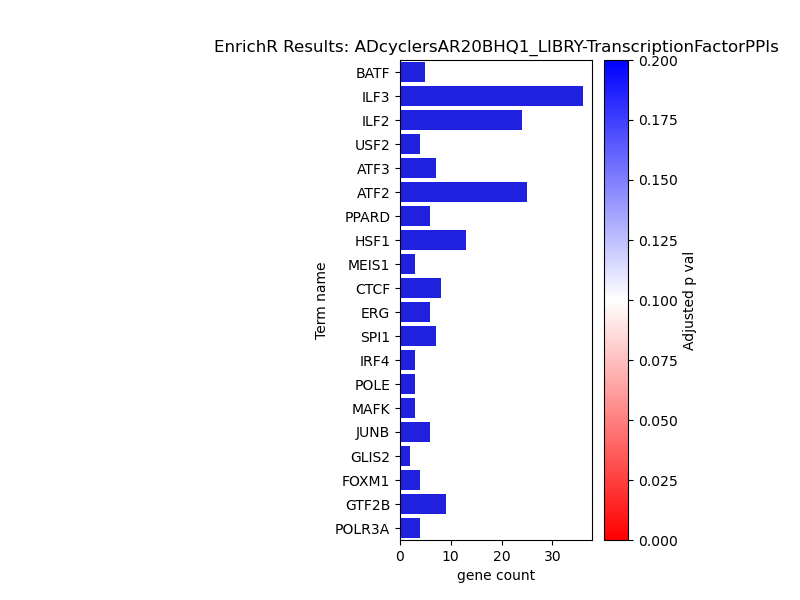 EnrichR Results: ADcyclersAR20BHQ1_LIBRY-TranscriptionFactorPPIs
BATF
ILF3
ILF2
USF2
ATF3
ATF2
PPARD
HSF1
MEIS1
CTCF
ERG
SPI1
IRF4
POLE
MAFK
JUNB
GLIS2
FOXM1
GTF2B
POLR3A
Term name
0 10 20 30
gene count
0.200
0.175
0.150
0.125
0.100
0.075
0.050
0.025
0.000
Adjusted p val